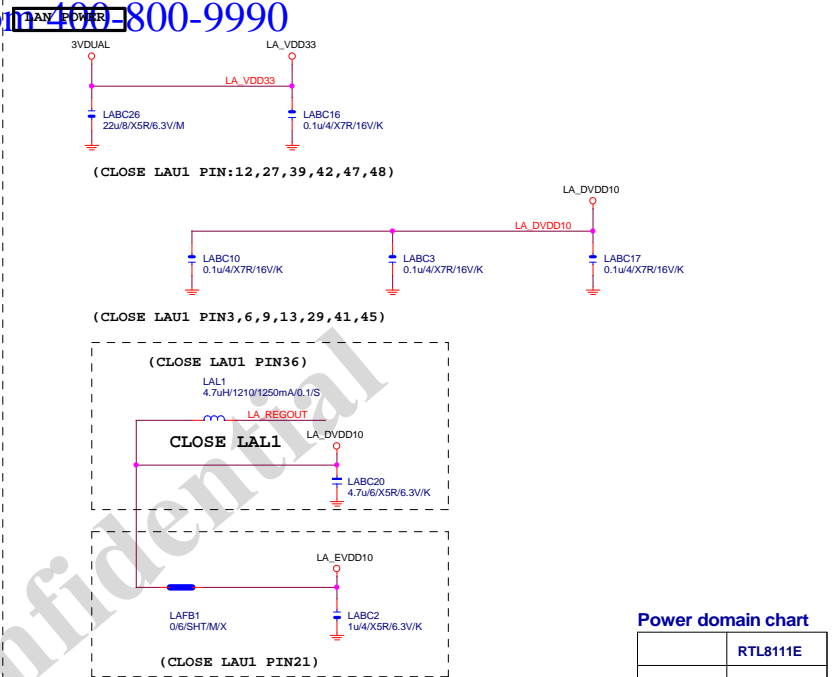 m 400-800-9990
LAN POWER
3VDUAL
LA_VDD33
LA_VDD33
LABC26
22u/8/X5R/6.3V/M
LABC16
0.1u/4/X7R/16V/K
(CLOSE LAU1 PIN:12,27,39,42,47,48)
LA_DVDD10
LA_DVDD10
LABC10
0.1u/4/X7R/16V/K
LABC3
0.1u/4/X7R/16V/K
LABC17
0.1u/4/X7R/16V/K
(CLOSE LAU1 PIN3,6,9,13,29,41,45)
(CLOSE LAU1 PIN36)
LAL1
4.7uH/1210/1250mA/0.1/S
LA_REGOUT
CLOSE LAL1
LA_DVDD10
LABC20
4.7u/6/X5R/6.3V/K
LA_EVDD10
LAFB1
0/6/SHT/M/X
LABC2
1u/4/X5R/6.3V/K
(CLOSE LAU1 PIN21)
Power domain chart
RTL8111E
nfidential